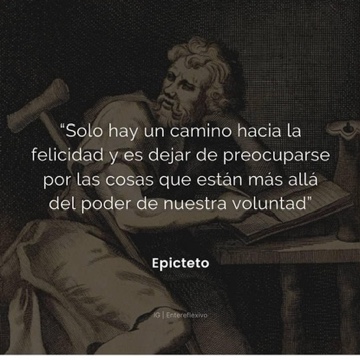 “Solo hay un camino hacia la
felicidad y es dejar de preocuparse
por las cosas que están más allá
del poder de nuestra voluntad”
Epicteto
IG | Entereflexivo